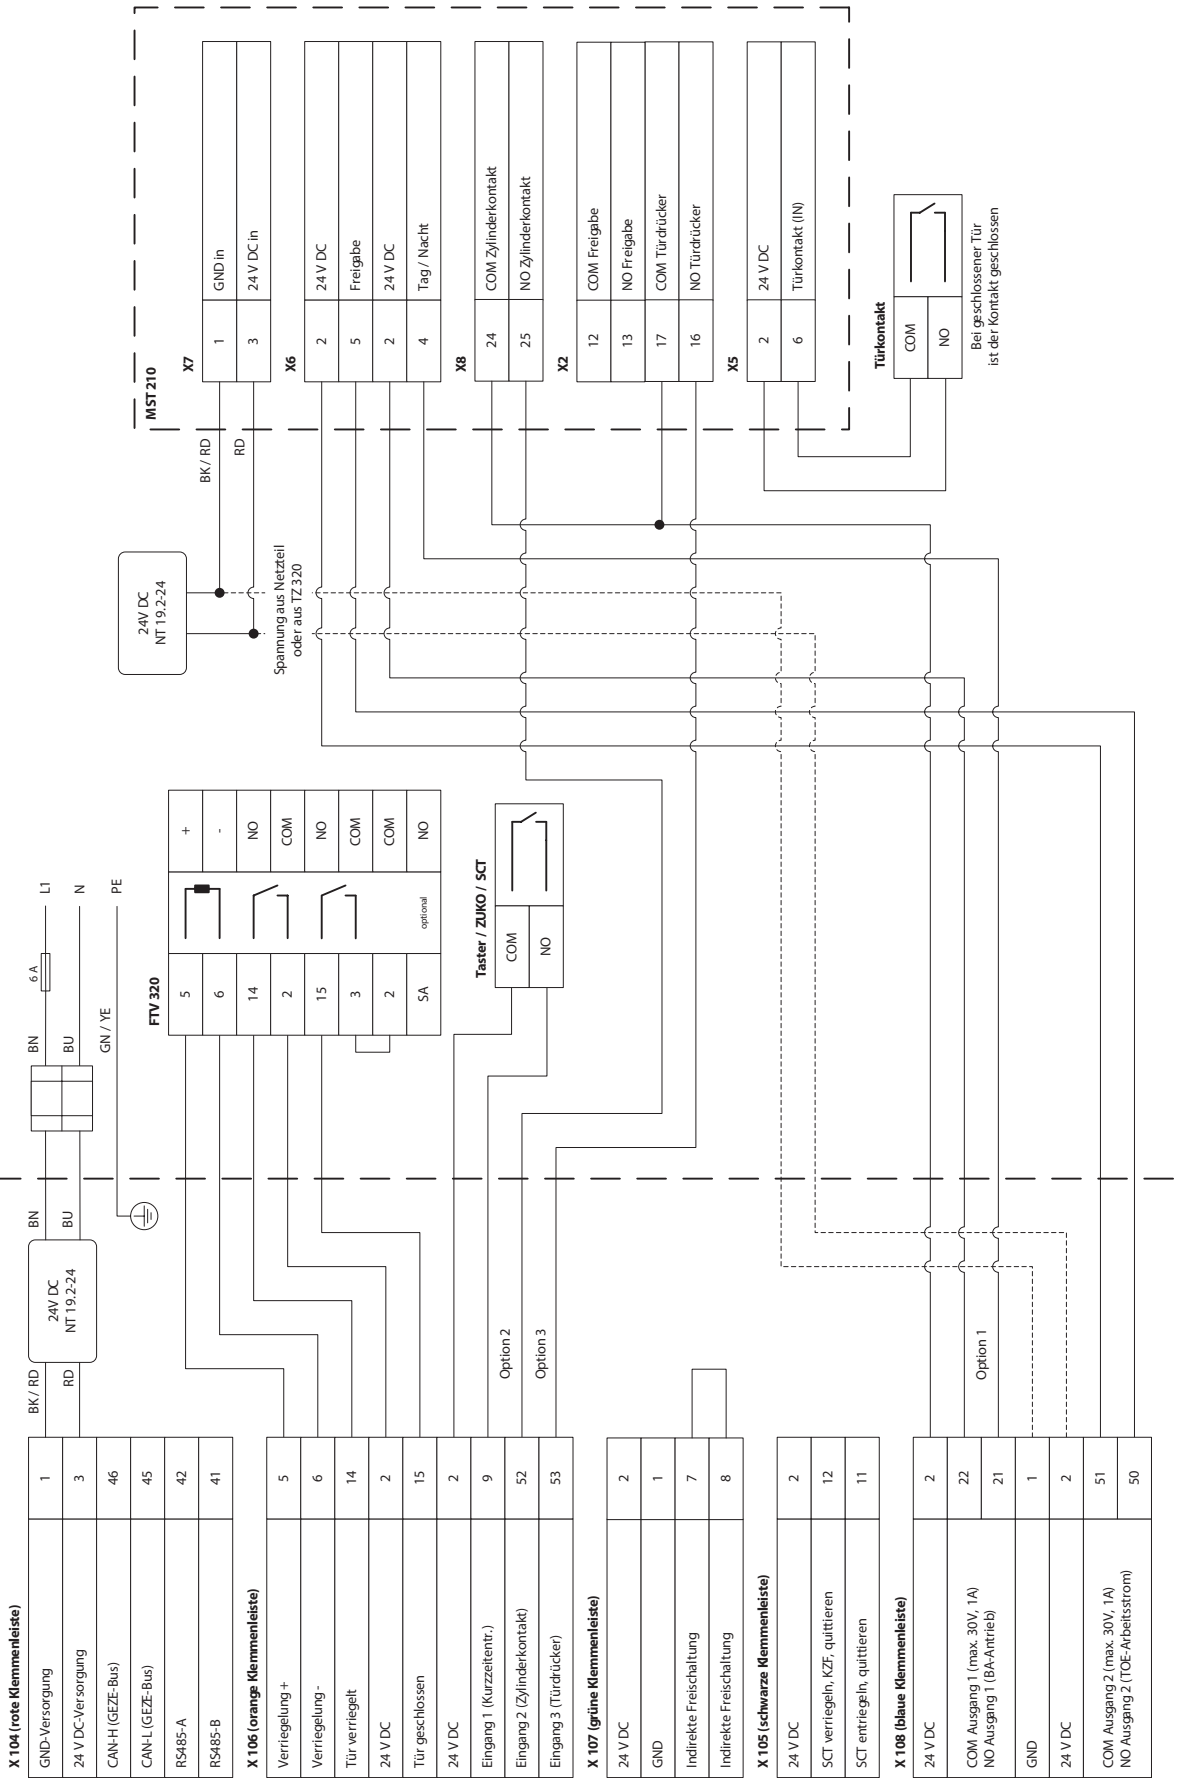 X 104 (rote Klemmenleiste)
GND-Versorgung 1
24 V DC-Versorgung 3
CAN-H (GEZE-Bus) 46
CAN-L (GEZE-Bus) 45
RS485-A 42
RS485-B 41
BK / RD
RD
24V DC
NT 19.2-24
BN
BU
BN
BU
GN / YE
6 A
L1
N
PE
X 106 (orange Klemmenleiste)
Verriegelung + 5
Verriegelung - 6
Tür verriegelt 14
24 V DC 2
Tür geschlossen 15
24 V DC 2
Eingang 1 (Kurzzeitentr.) 9
Eingang 2 (Zylinderkontakt) 52
Eingang 3 (Türdrücker) 53
Option 2
Option 3
FTV 320
5 +
6 -
14 NO
2 COM
15 NO
3 COM
2 COM
SA optional NO
Taster / ZUKO / SCT
COM
NO
X 107 (grüne Klemmenleiste)
24 V DC 2
GND 1
Indirekte Freischaltung 7
Indirekte Freischaltung 8
X 105 (schwarze Klemmenleiste)
24 V DC 2
SCT verriegeln, KZF, quittieren 12
SCT entriegeln, quittieren 11
X 108 (blaue Klemmenleiste)
24 V DC 2
COM Ausgang 1 (max. 30V, 1A) 22
NO Ausgang 1 (BA-Antrieb) 21
GND 1
24 V DC 2
COM Ausgang 2 (max. 30V, 1A) 51
NO Ausgang 2 (TOE-Arbeitsstrom) 50
Option 1
24V DC
NT 19.2-24
Spannung aus Netzteil
oder aus TZ 320
BK / RD
RD
MST 210
X7
1 GND in
3 24 V DC in
X6
2 24 V DC
5 Freigabe
2 24 V DC
4 Tag / Nacht
X8
24 COM Zylinderkontakt
25 NO Zylinderkontakt
X2
12 COM Freigabe
13 NO Freigabe
17 COM Türdrücker
16 NO Türdrücker
X5
2 24 V DC
6 Türkontakt (IN)
Türkontakt
COM
NO
Bei geschlossener Tür
ist der Kontakt geschlossen